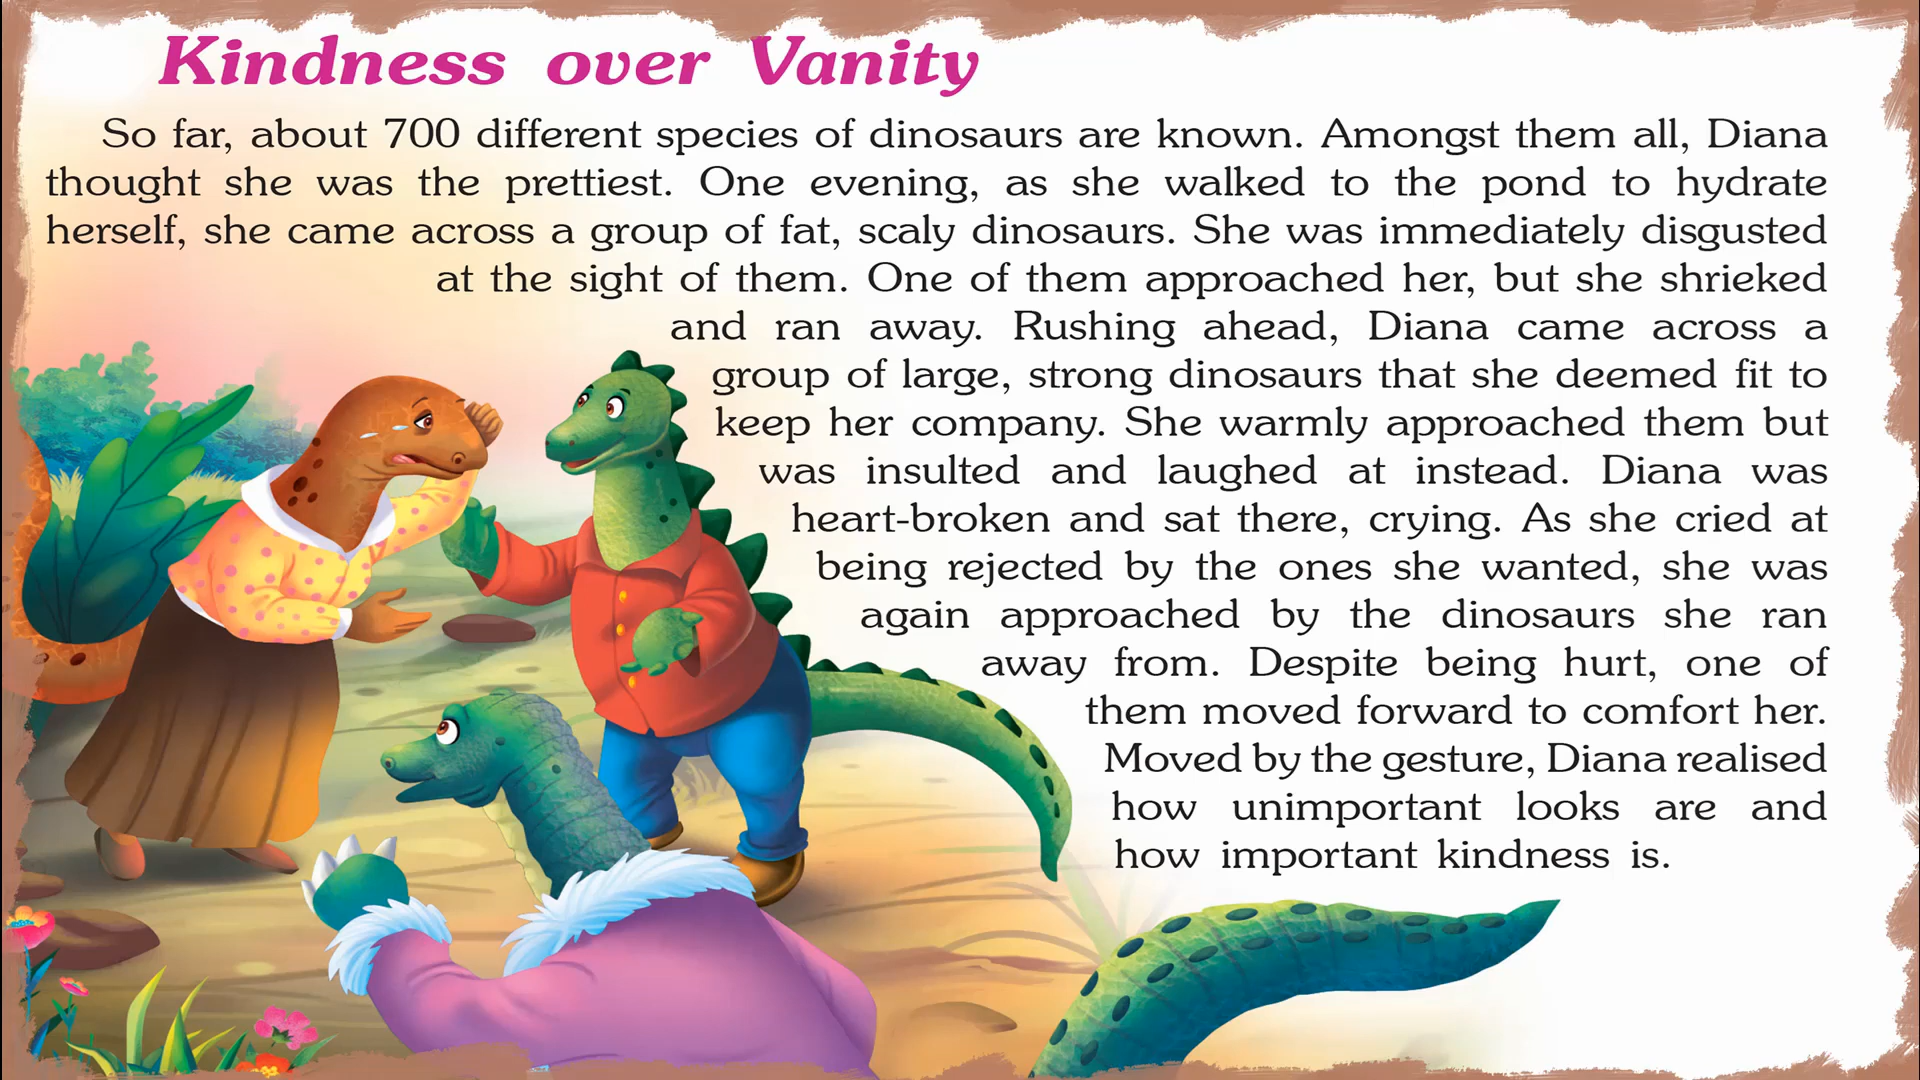 Kindness over Vanity
So far, about 700 different species of dinosaurs are known. Amongst them all, Diana
thought she was the prettiest. One evening, as she walked to the pond to hydrate
herself, she came across a group of fat, scaly dinosaurs. She was immediately disgusted
at the sight of them. One of them approached her, but she shrieked
and ran away. Rushing ahead, Diana came across a
group of large, strong dinosaurs that she deemed fit to
keep her company. She warmly approached them but
was insulted and laughed at instead. Diana was
heart-broken and sat there, crying. As she cried at
being rejected by the ones she wanted, she was
again approached by the dinosaurs she ran
away from. Despite being hurt, one of
them moved forward to comfort her.
Moved by the gesture, Diana realised
how unimportant looks are and
how important kindness is.